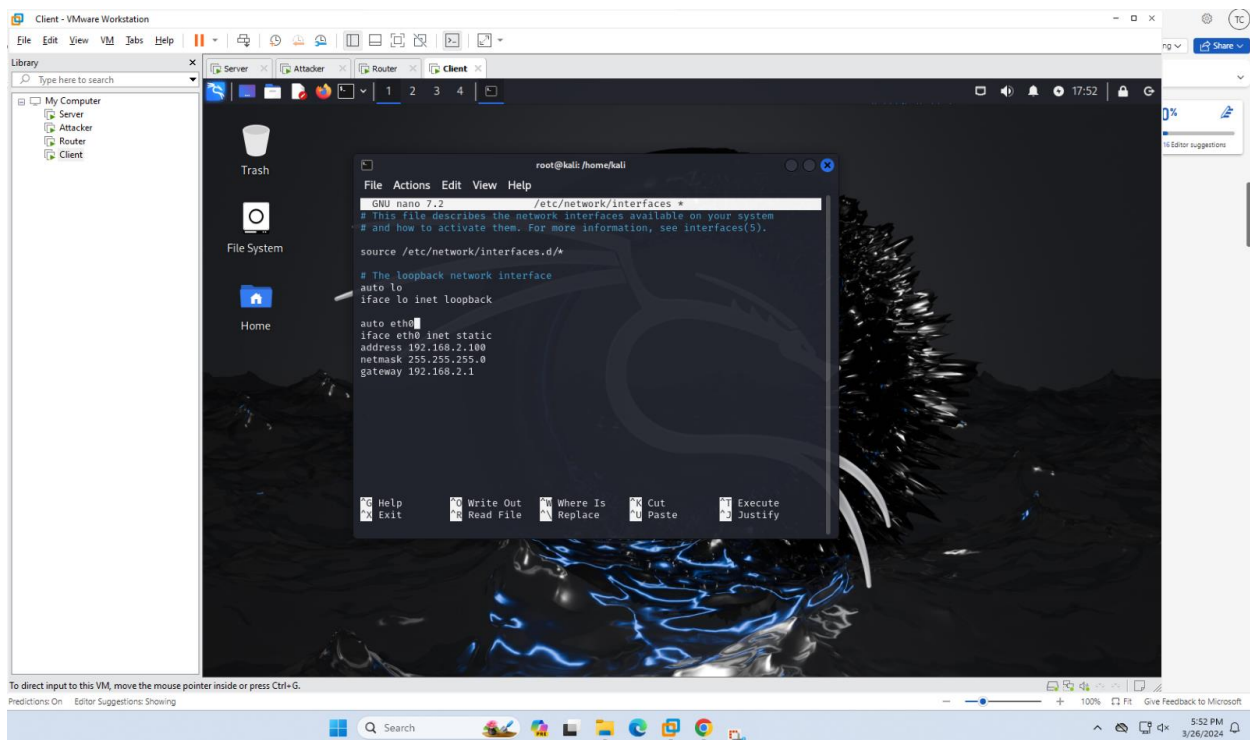 Client - VMware Workstation
TC
File Edit View VM Tabs Help
ng
Share
Library
Type here to search
My Computer
Server
Attacker
Router
Client
Server
Attacker
Router
Client
1 2 3 4
17:52
0%
16 Editor suggestions
Trash
File System
Home
root@kali: /home/kali
File Actions Edit View Help
GNU nano 7.2 /etc/network/interfaces *
# This file describes the network interfaces available on your system
# and how to activate them. For more information, see interfaces(5).
source /etc/network/interfaces.d/*
# The loopback network interface
auto lo
iface lo inet loopback
auto eth0
iface eth0 inet static
address 192.168.2.100
netmask 255.255.255.0
gateway 192.168.2.1
^G Help ^O Write Out ^W Where Is ^K Cut ^T Execute
^X Exit ^R Read File ^\ Replace ^U Paste ^J Justify
To direct input to this VM, move the mouse pointer inside or press Ctrl+G.
Predictions: On Editor Suggestions: Showing
100% Fit Give Feedback to Microsoft
Search
5:52 PM
3/26/2024